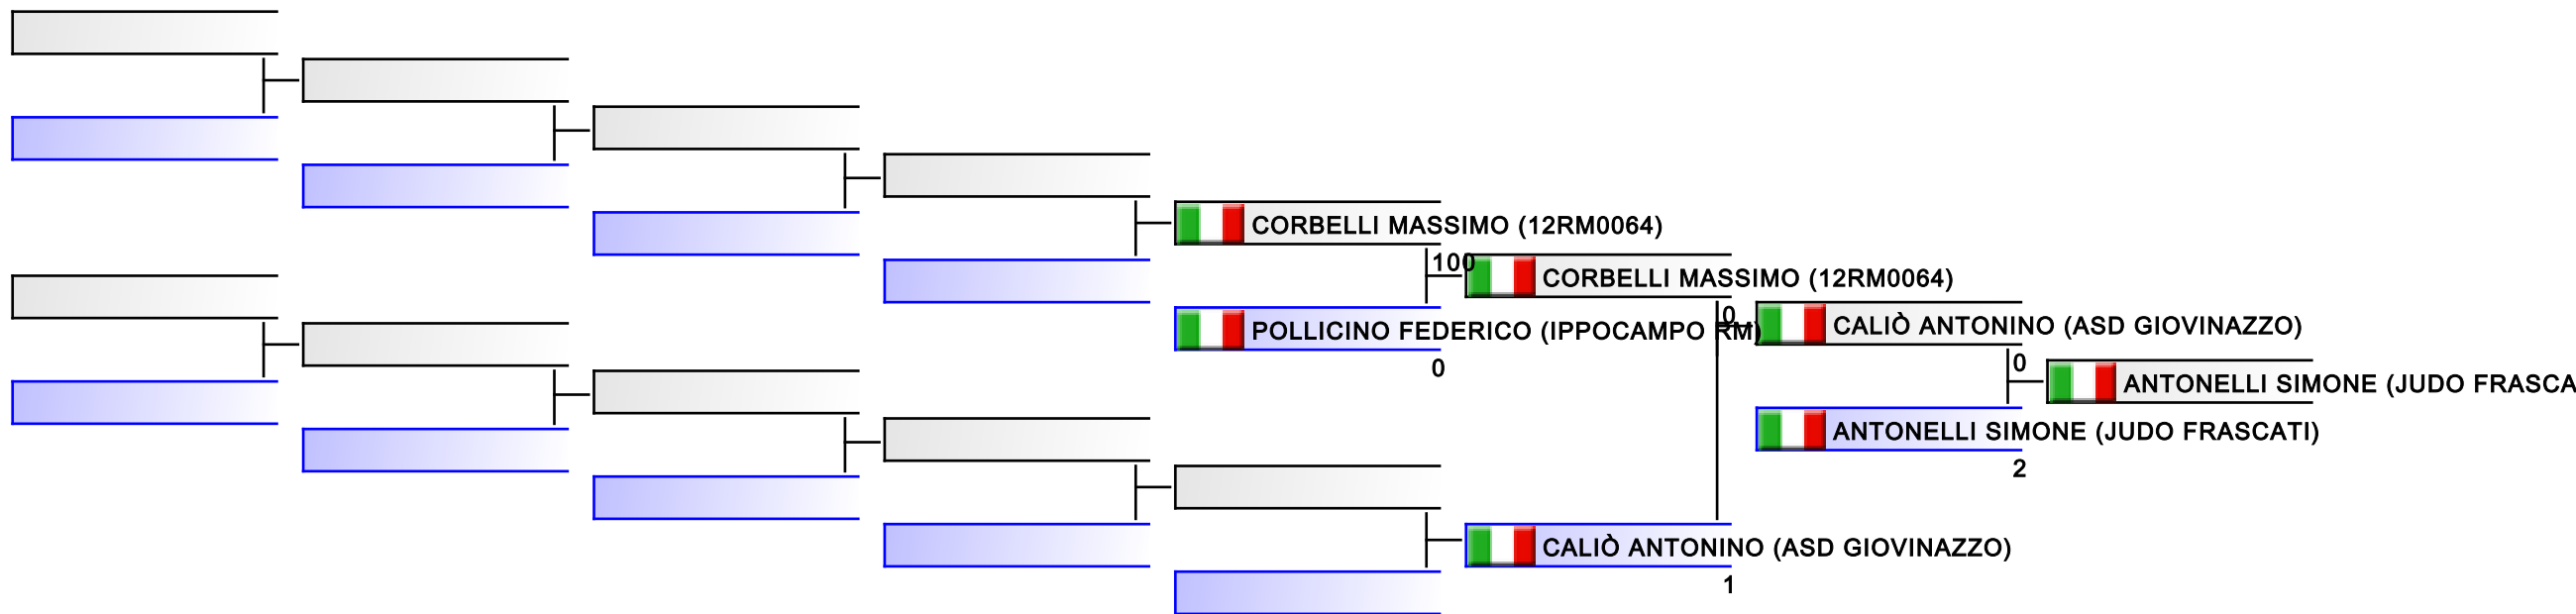 CORBELLI MASSIMO (12RM0064)
100
CORBELLI MASSIMO (12RM0064)
POLLICINO FEDERICO (IPPOCAMPO RM)
0
0
CALIÒ ANTONINO (ASD GIOVINAZZO)
0
ANTONELLI SIMONE (JUDO FRASCA
ANTONELLI SIMONE (JUDO FRASCATI)
2
CALIÒ ANTONINO (ASD GIOVINAZZO)
1